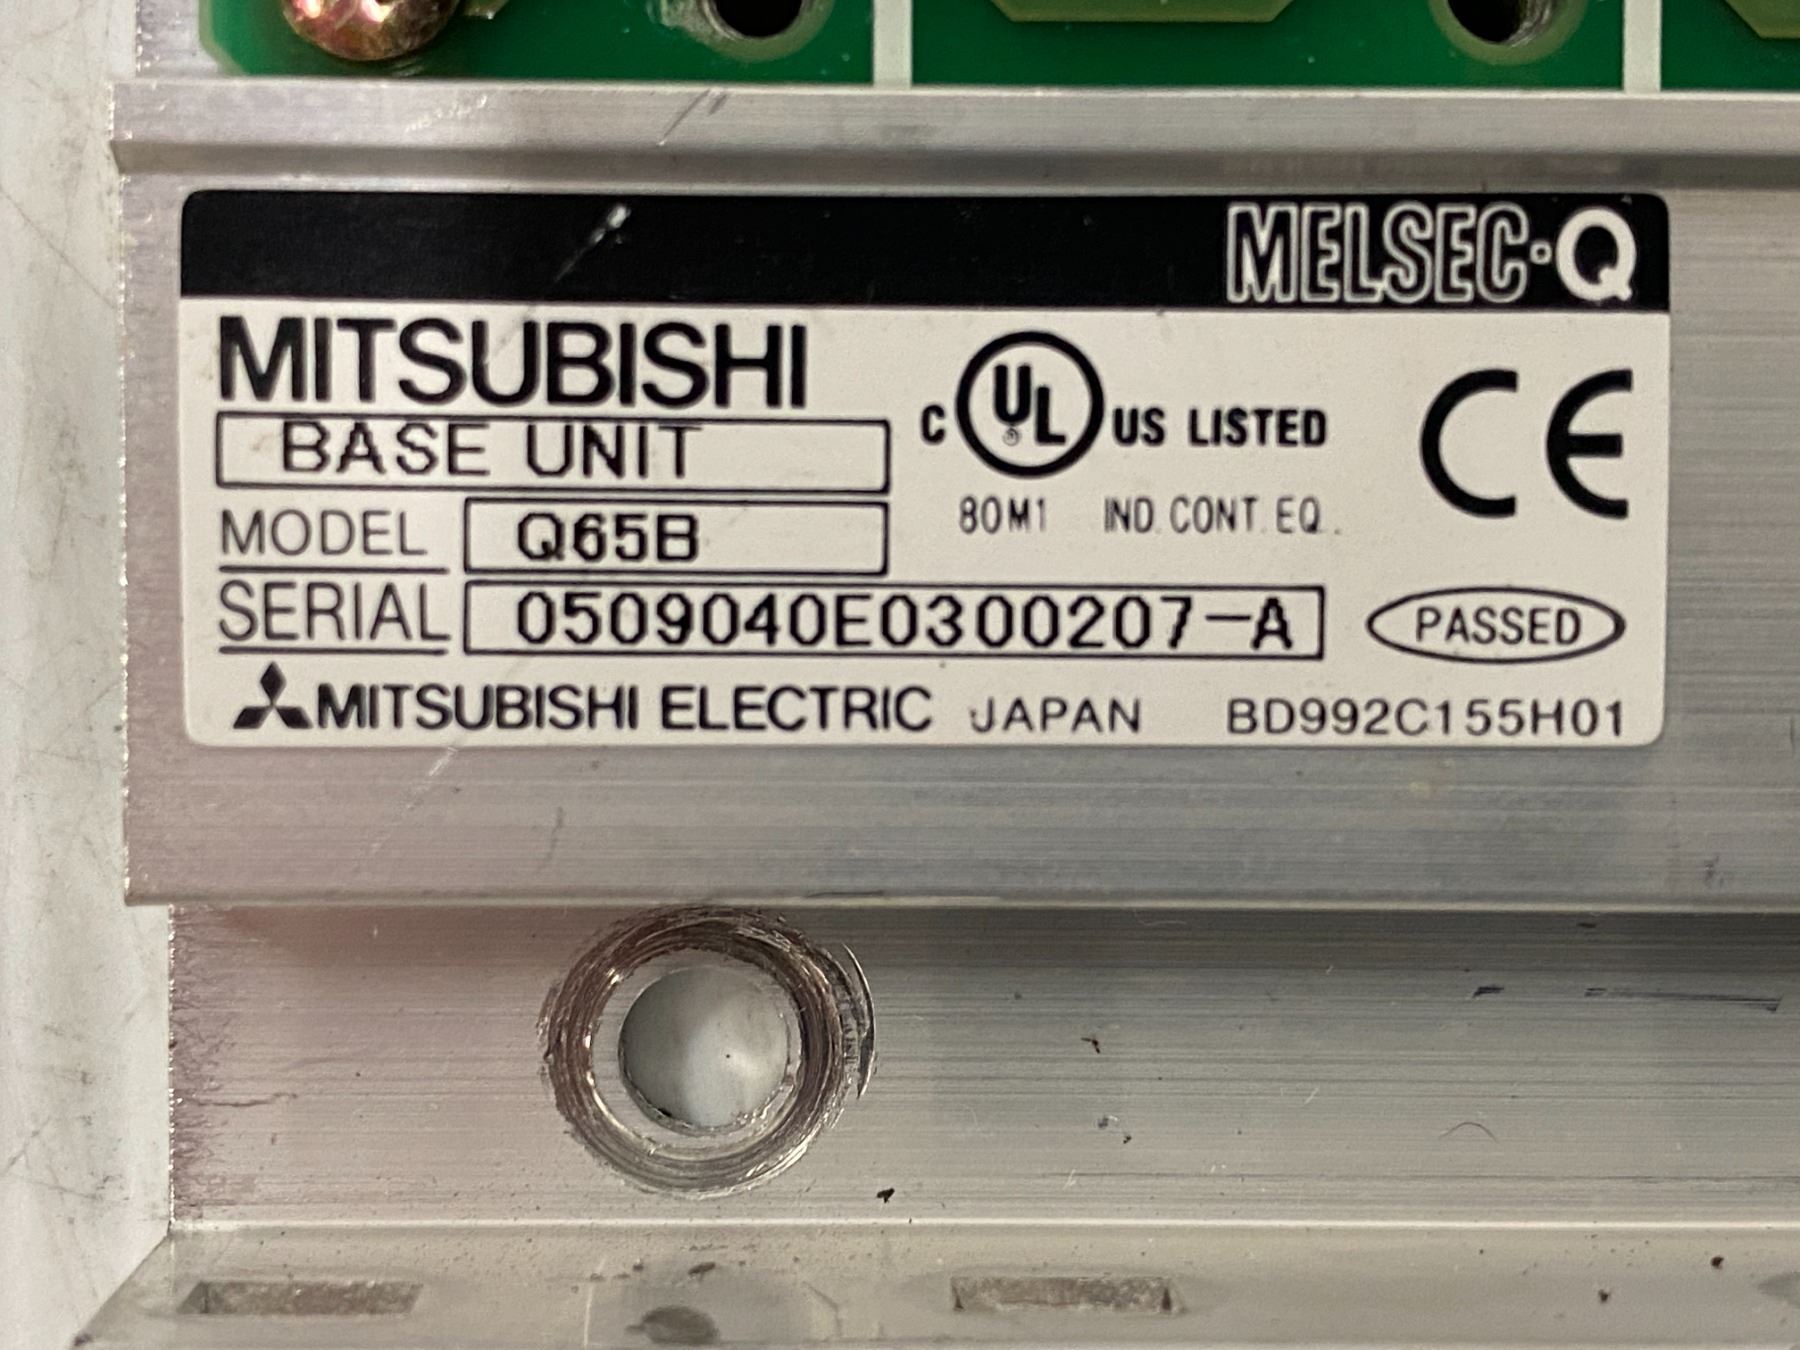 MELSEC-Q
MITSUBISHI
BASE UNIT
C UL US LISTED
CE
80M1 IND. CONT. EQ.
MODEL Q65B
SERIAL 0509040E0300207-A
PASSED
MITSUBISHI ELECTRIC JAPAN BD992C155H01